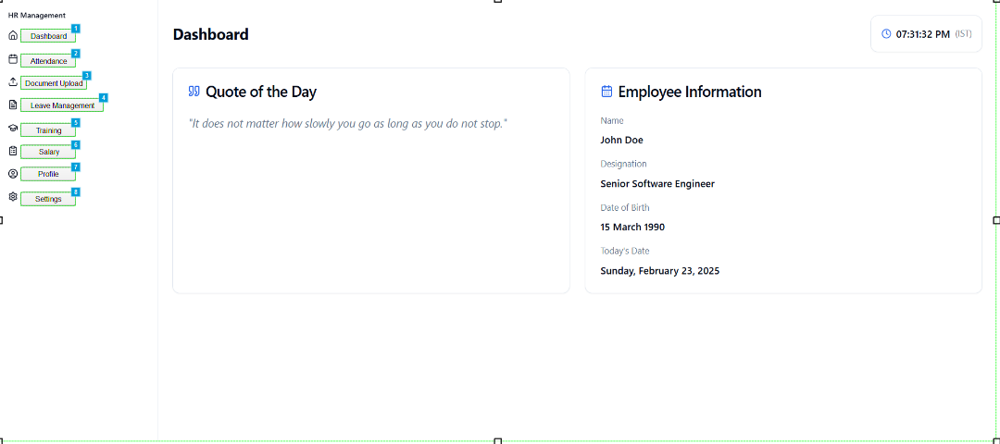 HR Management
Dashboard 1
Attendance 2
Document Upload 3
Leave Management 4
Training 5
Salary 6
Profile 7
Settings 8
Dashboard
07:31:32 PM (IST)
Quote of the Day
"It does not matter how slowly you go as long as you do not stop."
Employee Information
Name
John Doe
Designation
Senior Software Engineer
Date of Birth
15 March 1990
Today's Date
Sunday, February 23, 2025